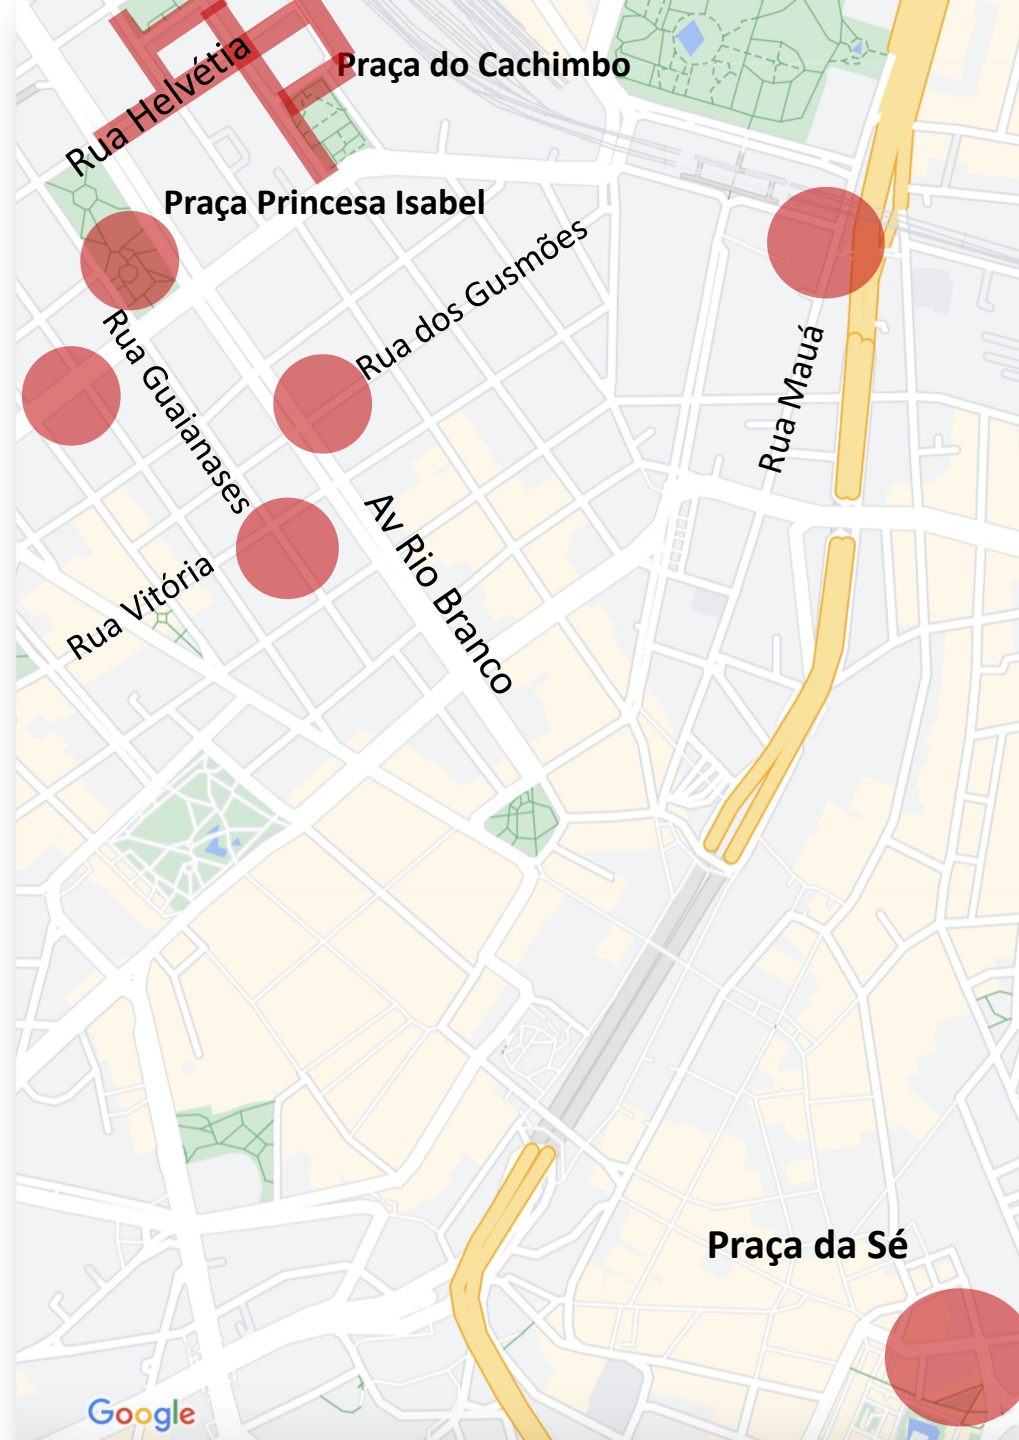 Rua Helvétia
Praça do Cachimbo
Praça Princesa Isabel
Rua dos Gusmões
Rua Guaianases
Rua Mauá
Av Rio Branco
Rua Vitória
Praça da Sé
Google